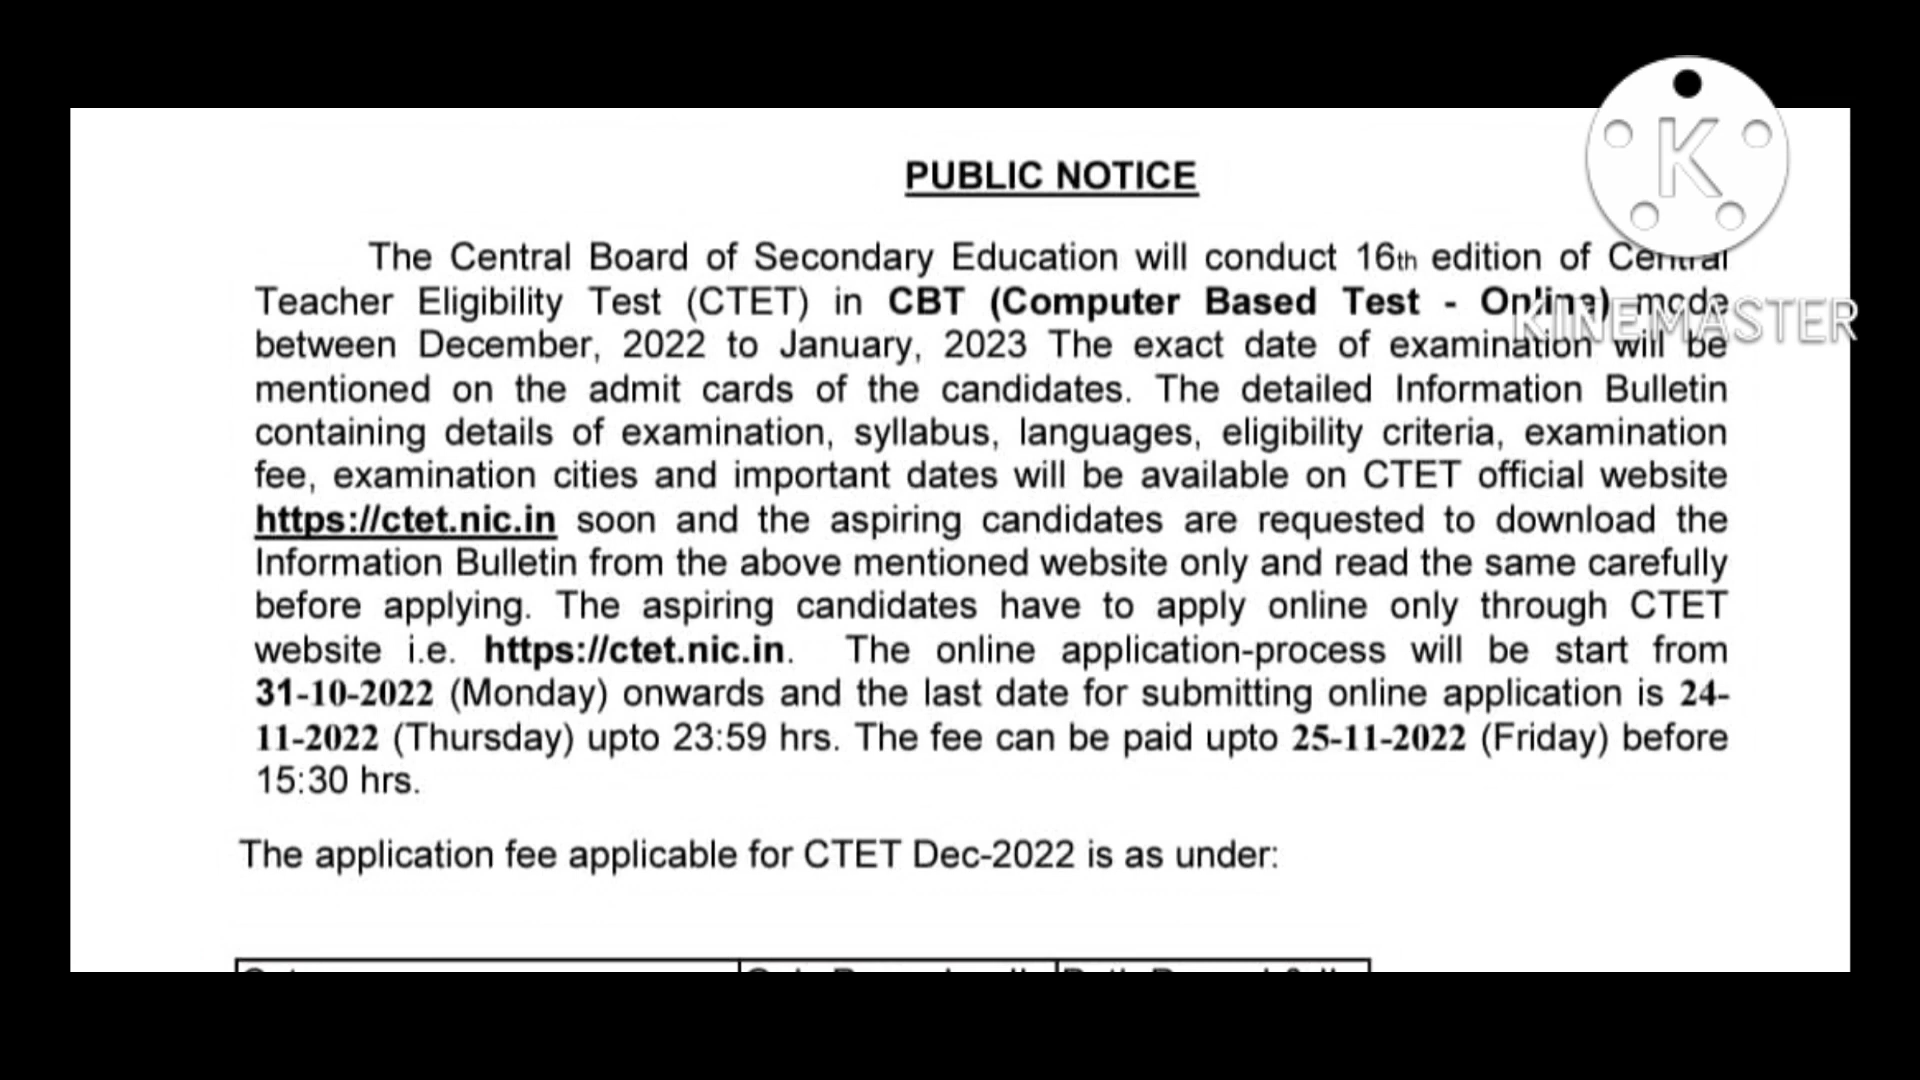 PUBLIC NOTICE
The Central Board of Secondary Education will conduct 16th edition of Central
Teacher Eligibility Test (CTET) in CBT (Computer Based Test - Online) mode
between December, 2022 to January, 2023 The exact date of examination will be
mentioned on the admit cards of the candidates. The detailed Information Bulletin
containing details of examination, syllabus, languages, eligibility criteria, examination
fee, examination cities and important dates will be available on CTET official website
https://ctet.nic.in soon and the aspiring candidates are requested to download the
Information Bulletin from the above mentioned website only and read the same carefully
before applying. The aspiring candidates have to apply online only through CTET
website i.e. https://ctet.nic.in. The online application-process will be start from
31-10-2022 (Monday) onwards and the last date for submitting online application is 24-
11-2022 (Thursday) upto 23:59 hrs. The fee can be paid upto 25-11-2022 (Friday) before
15:30 hrs.
The application fee applicable for CTET Dec-2022 is as under:
K
KINEMASTER